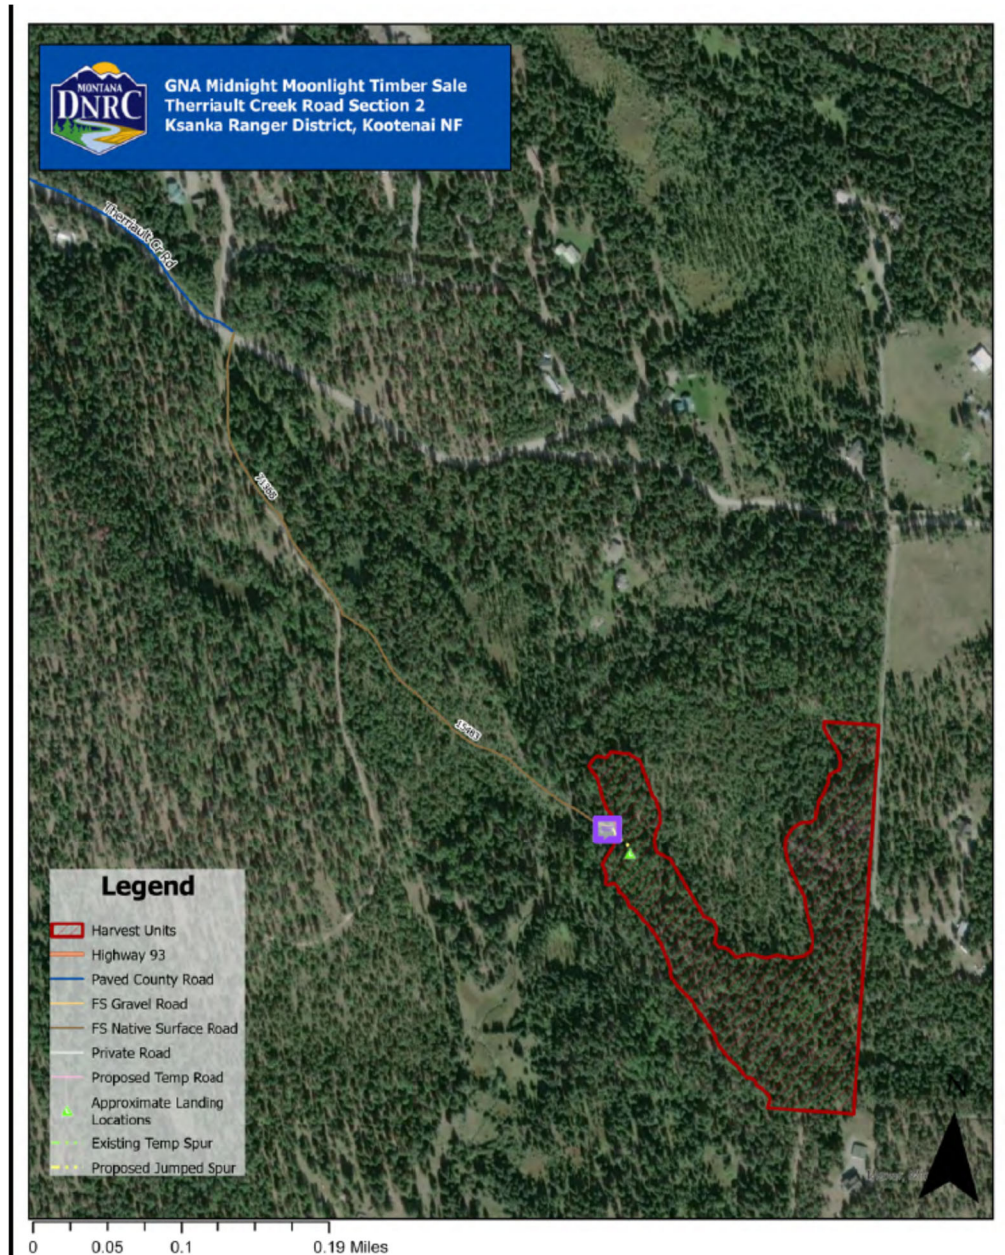 MONTANA
DNRC
GNA Midnight Moonlight Timber Sale
Therriault Creek Road Section 2
Ksanka Ranger District, Kootenai NF
Therriault Cr Rd
15463
Legend
Harvest Units
Highway 93
Paved County Road
FS Gravel Road
FS Native Surface Road
Private Road
Proposed Temp Road
Approximate Landing
Locations
Existing Temp Spur
Proposed Jumped Spur
N
0 0.05 0.1 0.19 Miles